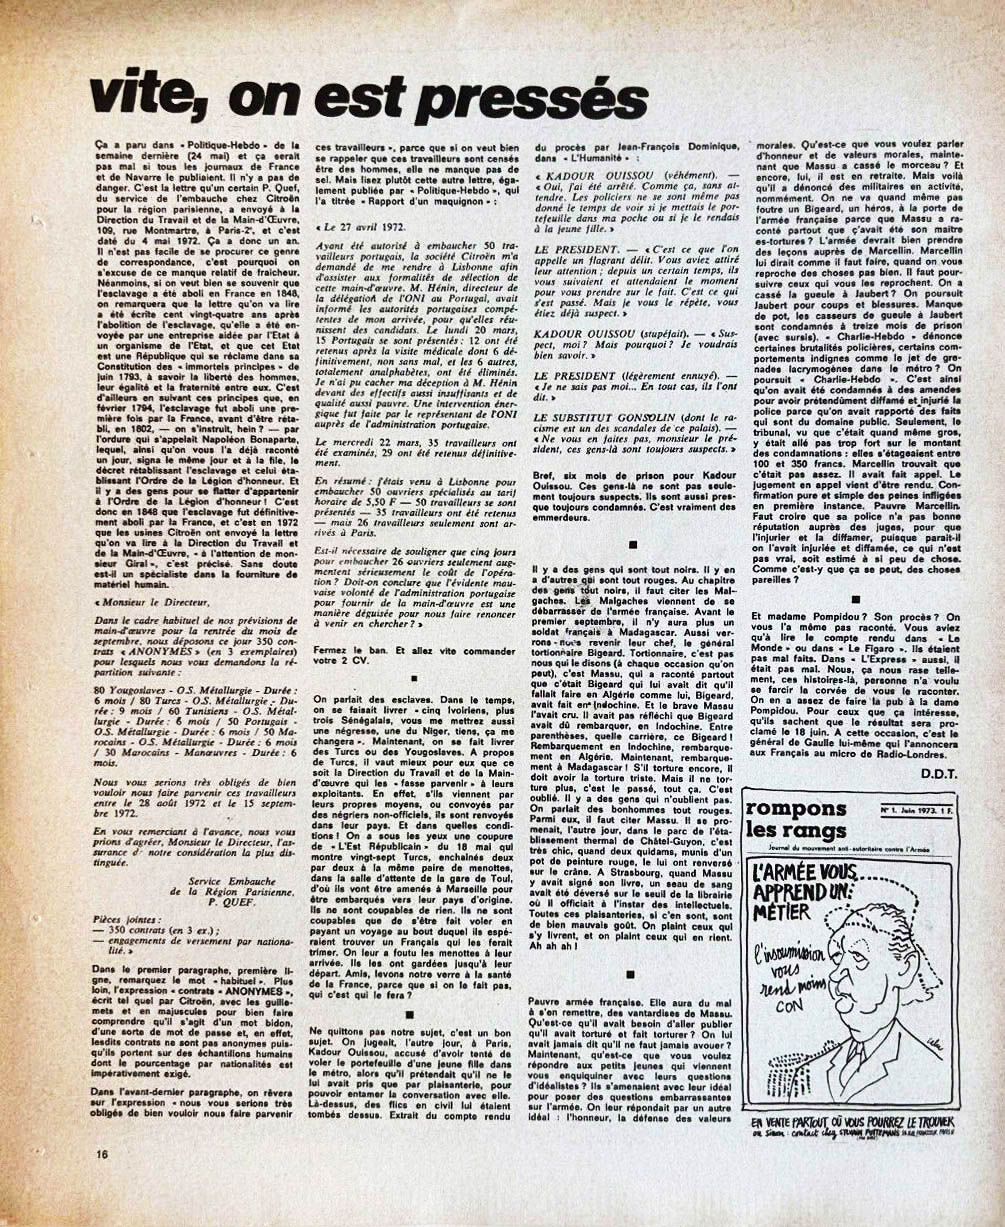 vite, on est pressés
Ça a paru dans « Politique-Hebdo » de la
semaine dernière (24 mai) et ça serait
pas mal si tous les journaux de France
et de Navarre le publiaient. Il n'y a pas de
danger. C'est la lettre qu'un certain P. Quef,
du service de l'embauche chez Citroën
pour la région parisienne, a envoyé à la
Direction du Travail et de la Main-d'Œuvre,
109, rue Montmartre, à Paris-2e, et c'est
daté du 4 mai 1972. Ça a donc un an.
Il n'est pas facile de se procurer ce genre
de correspondance, c'est pourquoi on
s'excuse de ce manque relatif de fraîcheur.
Néanmoins, si on veut bien se souvenir que
l'esclavage a été aboli en France en 1848,
on remarquera que la lettre qu'on va lire
a été écrite cent vingt-quatre ans après
l'abolition de l'esclavage, qu'elle a été en-
voyée par une entreprise aidée par l'Etat à
un organisme de l'Etat, et que cet Etat
est une République qui se réclame dans sa
Constitution des « immortels principes » de
juin 1793, à savoir la liberté des hommes,
leur égalité et la fraternité entre eux. C'est
d'ailleurs en suivant ces principes que, en
février 1794, l'esclavage fut aboli une pre-
mière fois par la France, avant d'être réta-
bli, en 1802, — on s'instruit, hein ? — par
l'ordure qui s'appelait Napoléon Bonaparte,
lequel, ainsi qu'on vous l'a déjà raconté
un jour, signa le même jour et à la file, le
décret rétablissant l'esclavage et celui éta-
blissant l'Ordre de la Légion d'honneur. Et
il y a des gens pour se flatter d'appartenir
à l'Ordre de la Légion d'honneur ! C'est
donc en 1848 que l'esclavage fut définitive-
ment aboli par la France, et c'est en 1972
que les usines Citroën ont envoyé la lettre
qu'on va lire à la Direction du Travail et
de la Main-d'Œuvre, « à l'attention de mon-
sieur Giral », c'est précisé. Sans doute
est-il un spécialiste dans la fourniture de
matériel humain.
« Monsieur le Directeur,
Dans le cadre habituel de nos prévisions de
main-d'œuvre pour la rentrée du mois de
septembre, nous déposons ce jour 350 con-
trats « ANONYMES » (en 3 exemplaires)
pour lesquels nous vous demandons la ré-
partition suivante :
80 Yougoslaves - O.S. Métallurgie - Durée :
6 mois / 80 Turcs - O.S. Métallurgie - Du-
rée : 9 mois / 60 Tunisiens - O.S. Métal-
lurgie - Durée : 6 mois / 50 Portugais -
O.S. Métallurgie - Durée : 6 mois / 50 Ma-
rocains - O.S. Métallurgie - Durée : 6 mois
/ 30 Marocains - Manœuvres - Durée : 6
mois.
Nous vous serions très obligés de bien
vouloir nous faire parvenir ces travailleurs
entre le 28 août 1972 et le 15 septem-
bre 1972.
En vous remerciant à l'avance, nous vous
prions d'agréer, Monsieur le Directeur, l'as-
surance d' notre considération la plus dis-
tinguée.
Service Embauche
de la Région Parisienne.
P. QUEF.
Pièces jointes :
— 350 contrats (en 3 ex.) ;
— engagements de versement par nationa-
lité. »
Dans le premier paragraphe, première li-
gne, remarquez le mot « habituel ». Plus
loin, l'expression « contrats « ANONYMES »,
écrit tel quel par Citroën, avec les guille-
mets et en majuscules pour bien faire
comprendre qu'il s'agit d'un mot bidon,
d'une sorte de mot de passe et, en effet,
lesdits contrats ne sont pas anonymes puis-
qu'ils portent sur des échantillons humains
dont le pourcentage par nationalités est
impérativement exigé.
Dans l'avant-dernier paragraphe, on rêvera
sur l'expression « nous vous serions très
obligés de bien vouloir nous faire parvenir
ces travailleurs », parce que si on veut bien
se rappeler que ces travailleurs sont censés
être des hommes, elle ne manque pas de
sel. Mais lisez plutôt cette autre lettre, éga-
lement publiée par « Politique-Hebdo », qui
l'a titrée « Rapport d'un maquignon » :
« Le 27 avril 1972.
Ayant été autorisé à embaucher 50 tra-
vailleurs portugais, la société Citroën m'a
demandé de me rendre à Lisbonne afin
d'assister aux formalités de sélection de
cette main-d'œuvre. M. Hénin, directeur de
la délégation de l'ONI au Portugal, avait
informé les autorités portugaises compé-
tentes de mon arrivée, pour qu'elles réu-
nissent des candidats. Le lundi 20 mars,
15 Portugais se sont présentés : 12 ont été
retenus après la visite médicale dont 6 dé-
finitivement, non sans mal, et les 6 autres,
totalement analphabètes, ont été éliminés.
Je n'ai pu cacher ma déception à M. Hénin
devant des effectifs aussi insuffisants et de
qualité aussi pauvre. Une intervention éner-
gique fut faite par le représentant de l'ONI
auprès de l'administration portugaise.
Le mercredi 22 mars, 35 travailleurs ont
été examinés, 29 ont été retenus définitive-
ment.
En résumé : j'étais venu à Lisbonne pour
embaucher 50 ouvriers spécialisés au tarif
horaire de 5,50 F — 50 travailleurs se sont
présentés — 35 travailleurs ont été retenus
— mais 26 travailleurs seulement sont ar-
rivés à Paris.
Est-il nécessaire de souligner que cinq jours
pour embaucher 26 ouvriers seulement aug-
mentent sérieusement le coût de l'opéra-
tion ? Doit-on conclure que l'évidente mau-
vaise volonté de l'administration portugaise
pour fournir de la main-d'œuvre est une
manière déguisée pour nous faire renoncer
à venir en chercher ? »
Fermez le ban. Et allez vite commander
votre 2 CV.
■
On parlait des esclaves. Dans le temps,
on se faisait livrer « cinq Ivoiriens, plus
trois Sénégalais, vous me mettrez aussi
une négresse, une du Niger, tiens, ça me
changera ». Maintenant, on se fait livrer
des Turcs ou des Yougoslaves. A propos
de Turcs, il vaut mieux pour eux que ce
soit la Direction du Travail et de la Main-
d'œuvre qui les « fasse parvenir » à leurs
exploitants. En effet, s'ils viennent par
leurs propres moyens, ou convoyés par
des négriers non-officiels, ils sont renvoyés
dans leur pays. Et dans quelles condi-
tions ! On a sous les yeux une coupure
de « L'Est Républicain » du 18 mai qui
montre vingt-sept Turcs, enchaînés deux
par deux à la même paire de menottes,
dans la salle d'attente de la gare de Toul,
d'où ils vont être amenés à Marseille pour
être embarqués vers leur pays d'origine.
Ils ne sont coupables de rien. Ils ne sont
coupables que de s'être fait voler en
payant un voyage au bout duquel ils espé-
raient trouver un Français qui les ferait
trimer. On leur a foutu les menottes à leur
arrivée. Ils les ont gardées jusqu'à leur
départ. Amis, levons notre verre à la santé
de la France, parce que si on le fait pas,
qui c'est qui le fera ?
■
Ne quittons pas notre sujet, c'est un bon
sujet. On jugeait, l'autre jour, à Paris,
Kadour Ouissou, accusé d'avoir tenté de
voler le portefeuille d'une jeune fille dans
le métro, alors qu'il prétendait qu'il ne le
lui avait pris que par plaisanterie, pour
pouvoir entamer la conversation avec elle.
Là-dessus, des flics en civil lui étaient
tombés dessus. Extrait du compte rendu
du procès par Jean-François Dominique,
dans « L'Humanité » :
« KADOUR OUISSOU (véhément). —
« Oui, j'ai été arrêté. Comme ça, sans at-
tendre. Les policiers ne se sont même pas
donné le temps de voir si je mettais le por-
tefeuille dans ma poche ou si je le rendais
à la jeune fille. »
LE PRESIDENT. — « C'est ce que l'on
appelle un flagrant délit. Vous aviez attiré
leur attention ; depuis un certain temps, ils
vous suivaient et attendaient le moment
pour vous prendre sur le fait. C'est ce qui
s'est passé. Mais je vous le répète, vous
étiez déjà suspect. »
KADOUR OUISSOU (stupéfait). — « Sus-
pect, moi ? Mais pourquoi ? Je voudrais
bien savoir. »
LE PRESIDENT (légèrement ennuyé). —
« Je ne sais pas moi... En tout cas, ils l'ont
dit. »
LE SUBSTITUT GONSOLIN (dont le ra-
cisme est un des scandales de ce palais). —
« Ne vous en faites pas, monsieur le pré-
sident, ces gens-là sont toujours suspects. »
Bref, six mois de prison pour Kadour
Ouissou. Ces gens-là ne sont pas seule-
ment toujours suspects. Ils sont aussi pres-
que toujours condamnés. C'est vraiment des
emmerdeurs.
■
Il y a des gens qui sont tout noirs. Il y en
a d'autres qui sont tout rouges. Au chapitre
des gens tout noirs, il faut citer les Mal-
gaches. Les Malgaches viennent de se
débarrasser de l'armée française. Avant le
premier septembre, il n'y aura plus un
soldat français à Madagascar. Aussi ver-
rons-nous revenir leur chef, le général
tortionnaire Bigeard. Tortionnaire, c'est pas
nous qui le disons (à chaque occasion qu'on
peut), c'est Massu, qui a raconté partout
que c'était Bigeard qui lui avait dit qu'il
fallait faire en Algérie comme lui, Bigeard,
avait fait en Indochine. Et le brave Massu
l'avait cru. Il avait pas réfléchi que Bigeard
avait dû rembarquer, en Indochine. Entre
parenthèses, quelle carrière, ce Bigeard !
Rembarquement en Indochine, rembarque-
ment en Algérie. Maintenant, rembarque-
ment à Madagascar ! S'il torture encore, il
doit avoir la torture triste. Mais il ne tor-
ture plus, c'est le passé, tout ça. C'est
oublié. Il y a des gens qui n'oublient pas.
On parlait des bonhommes tout rouges.
Parmi eux, il faut citer Massu. Il se pro-
menait, l'autre jour, dans le parc de l'éta-
blissement thermal de Châtel-Guyon, c'est
très chic, quand deux quidams, munis d'un
pot de peinture rouge, le lui ont renversé
sur le crâne. A Strasbourg, quand Massu
y avait signé son livre, un seau de sang
avait été déversé sur le seuil de la librairie
où il officiait à l'instar des intellectuels.
Toutes ces plaisanteries, si c'en sont, sont
de bien mauvais goût. On plaint ceux qui
s'y livrent, et on plaint ceux qui en rient.
Ah ah ah !
■
Pauvre armée française. Elle aura du mal
à s'en remettre, des vantardises de Massu.
Qu'est-ce qu'il avait besoin d'aller publier
qu'il avait torturé et fait torturer ? On lui
avait jamais dit qu'il ne faut jamais avouer ?
Maintenant, qu'est-ce que vous voulez
répondre aux petits jeunes qui viennent
vous enquiquiner avec leurs questions
d'idéalistes ? Ils s'amenaient avec leur idéal
pour poser des questions embarrassantes
sur l'armée. On leur répondait par un autre
idéal : l'honneur, la défense des valeurs
morales. Qu'est-ce que vous voulez parler
d'honneur et de valeurs morales, mainte-
nant que Massu a cassé le morceau ? Et
encore, lui, il est en retraite. Mais voilà
qu'il a dénoncé des militaires en activité,
nommément. On ne va quand même pas
foutre un Bigeard, un héros, à la porte de
l'armée française parce que Massu a ra-
conté partout que ç'avait été son maître
es-tortures ? L'armée devrait bien prendre
des leçons auprès de Marcellin. Marcellin
lui dirait comme il faut faire, quand on vous
reproche des choses pas bien. Il faut pour-
suivre ceux qui vous les reprochent. On a
cassé la gueule à Jaubert ? On poursuit
Jaubert pour coups et blessures. Manque
de pot, les casseurs de gueule à Jaubert
sont condamnés à treize mois de prison
(avec sursis). « Charlie-Hebdo » dénonce
certaines brutalités policières, certains com-
portements indignes comme le jet de gre-
nades lacrymogènes dans le métro ? On
poursuit « Charlie-Hebdo ». C'est ainsi
qu'on avait été condamnés à des amendes
pour avoir prétendûment diffamé et injurié la
police parce qu'on avait rapporté des faits
qui sont du domaine public. Seulement, le
tribunal, vu que c'était quand même gros,
y était allé pas trop fort sur le montant
des condamnations : elles s'étageaient entre
100 et 350 francs. Marcellin trouvait que
c'était pas assez. Il avait fait appel. Le
jugement en appel vient d'être rendu. Con-
firmation pure et simple des peines infligées
en première instance. Pauvre Marcellin.
Faut croire que sa police n'a pas bonne
réputation auprès des juges, pour que
l'injurier et la diffamer, puisque paraît-il
on l'avait injuriée et diffamée, ce qui n'est
pas vrai, soit estimé à si peu de chose.
Comme c'est-y que ça se peut, des choses
pareilles ?
■
Et madame Pompidou ? Son procès ? On
vous l'a même pas raconté. Vous aviez
qu'à lire le compte rendu dans « Le
Monde » ou dans « Le Figaro ». Ils étaient
pas mal faits. Dans « L'Express » aussi, il
était pas mal. Nous, ça nous rase telle-
ment, ces histoires-là, personne n'a voulu
se farcir la corvée de vous le raconter.
On en a assez de faire la pub à la dame
Pompidou. Pour ceux que ça intéresse,
qu'ils sachent que le résultat sera pro-
clamé le 18 juin. A cette occasion, c'est le
général de Gaulle lui-même qui l'annoncera
aux Français au micro de Radio-Londres.
D.D.T.
rompons
les rangs
N° 1. Juin 1973. 1 F.
Journal du mouvement anti-autoritaire contre l'Armée
L'ARMÉE VOUS
APPREND UN
MÉTIER
l'insoumission
vous
rend moins
CON
EN VENTE PARTOUT OÙ VOUS POURREZ LE TROUVER
ou sinon : contact chez SYLVAIN PUTTEMANS
16